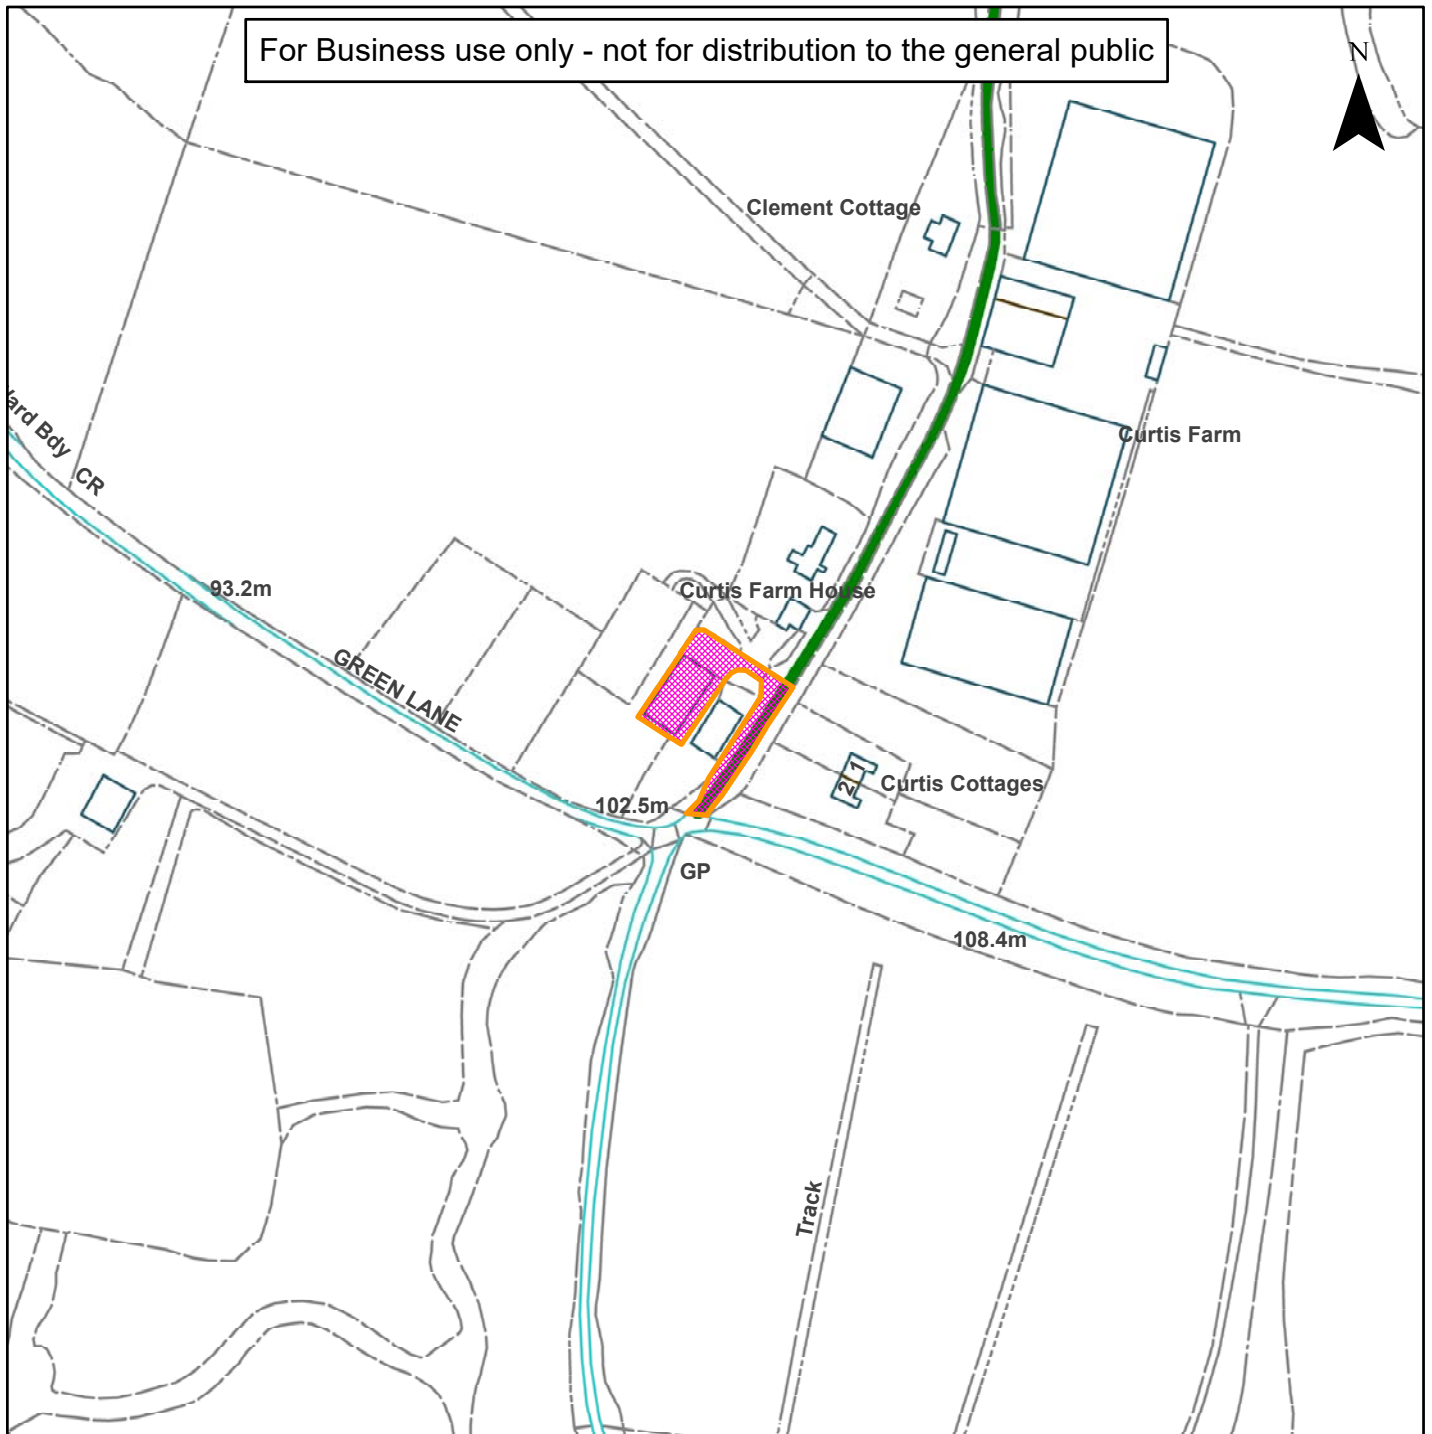 For Business use only - not for distribution to the general public
N
Clement Cottage
Curtis Farm
Bdy CR
93.2m
Curtis Farm House
GREEN LANE
1
2
Curtis Cottages
102.5m
GP
108.4m
Track